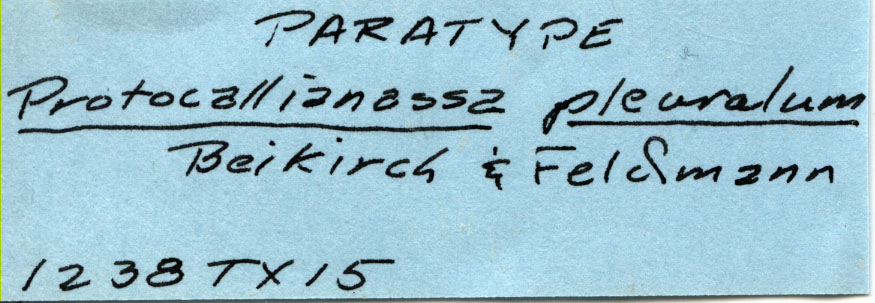 PARATYPE
Protocallianassa pleuralum
Beikirch & Feldmann
1238TX15